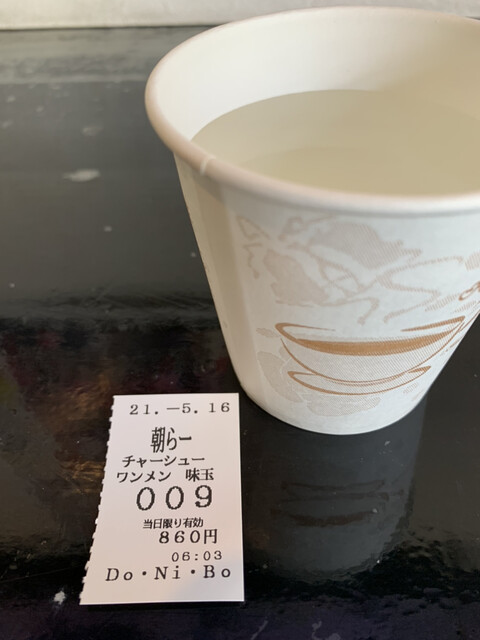 21.-5.16
朝らー
チャーシュー
ワンメン 味玉
009
当日限り有効
860円
06:03
Do・Ni・Bo